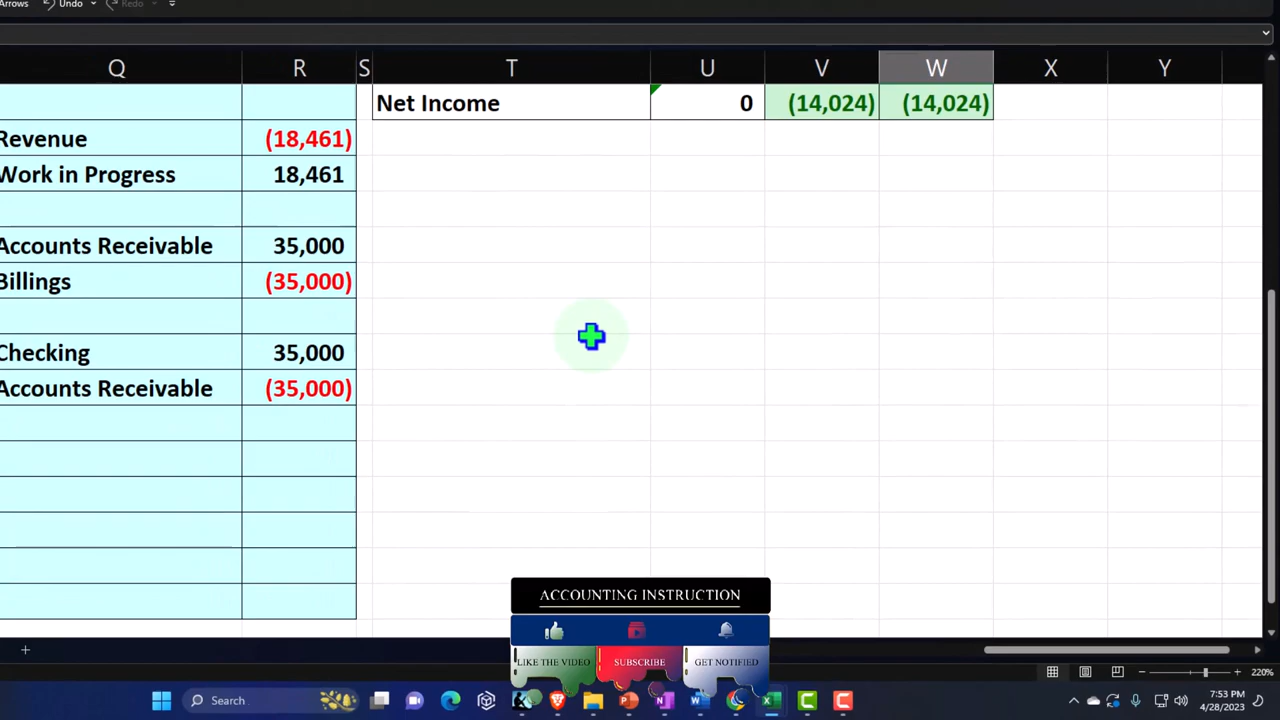 Arrows Undo Redo
Q R S T U V W X Y
Net Income 0 (14,024) (14,024)
Revenue (18,461)
Work in Progress 18,461
Accounts Receivable 35,000
Billings (35,000)
Checking 35,000
Accounts Receivable (35,000)
ACCOUNTING INSTRUCTION
LIKE THE VIDEO SUBSCRIBE GET NOTIFIED
220%
Search
7:53 PM
4/28/2023